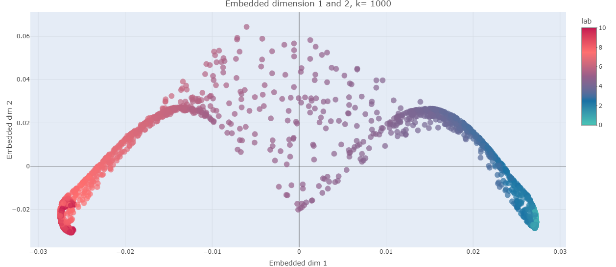 Embedded dimension 1 and 2, k= 1000
lab
10
8
6
4
2
0
0.06
0.04
0.02
0
−0.02
Embedded dim 2
0.03 0.02 0.01 0 0.01 0.02 0.03
Embedded dim 1